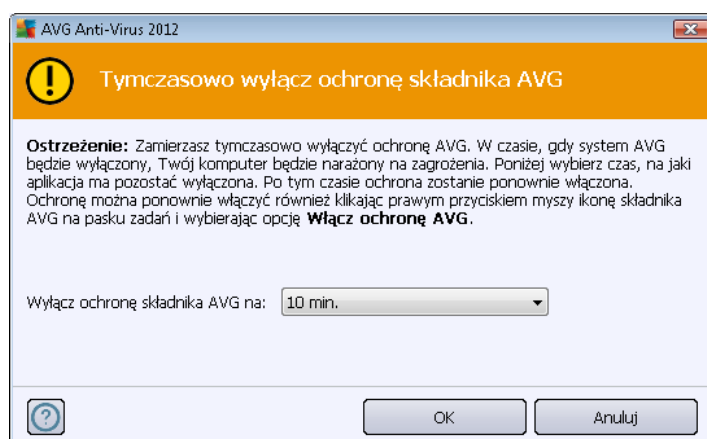 AVG Anti-Virus 2012
Tymczasowo wyłącz ochronę składnika AVG
Ostrzeżenie: Zamierzasz tymczasowo wyłączyć ochronę AVG. W czasie, gdy system AVG
będzie wyłączony, Twój komputer będzie narażony na zagrożenia. Poniżej wybierz czas, na jaki
aplikacja ma pozostać wyłączona. Po tym czasie ochrona zostanie ponownie włączona.
Ochronę można ponownie włączyć również klikając prawym przyciskiem myszy ikonę składnika
AVG na pasku zadań i wybierając opcję Włącz ochronę AVG.
Wyłącz ochronę składnika AVG na: 10 min.
OK Anuluj